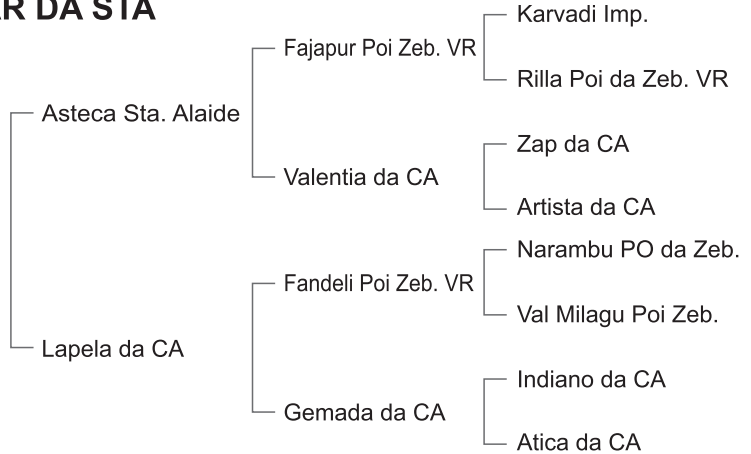 DA STA
Karvadi Imp.
Fajapur Poi Zeb. VR
Rilla Poi da Zeb. VR
Asteca Sta. Alaide
Zap da CA
Valentia da CA
Artista da CA
Narambu PO da Zeb.
Fandeli Poi Zeb. VR
Val Milagu Poi Zeb.
Lapela da CA
Indiano da CA
Gemada da CA
Atica da CA